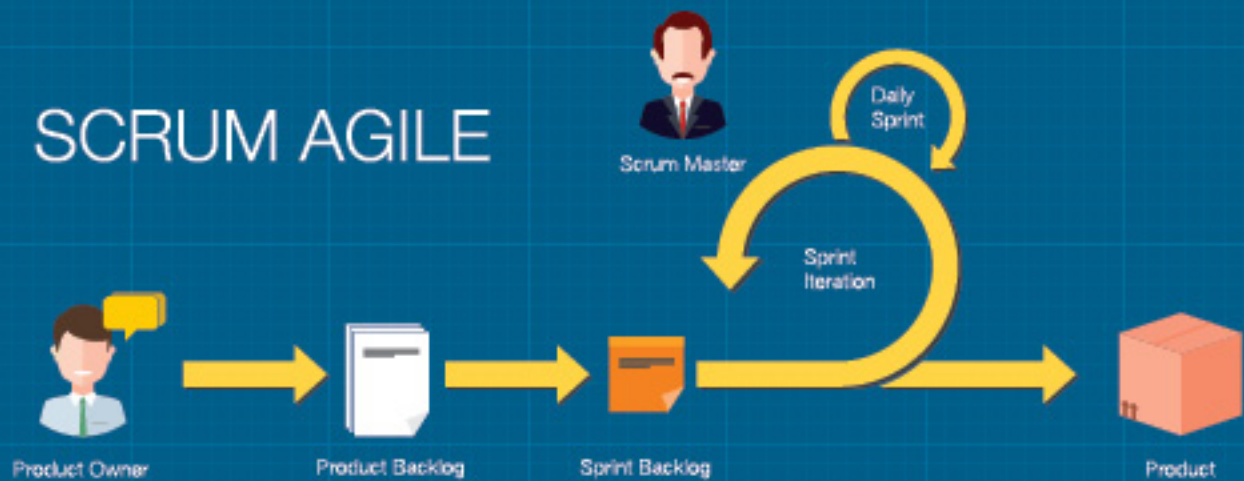 SCRUM AGILE
Scrum Master
Daily
Sprint
Sprint
Iteration
Product Owner
Product Backlog
Sprint Backlog
Product